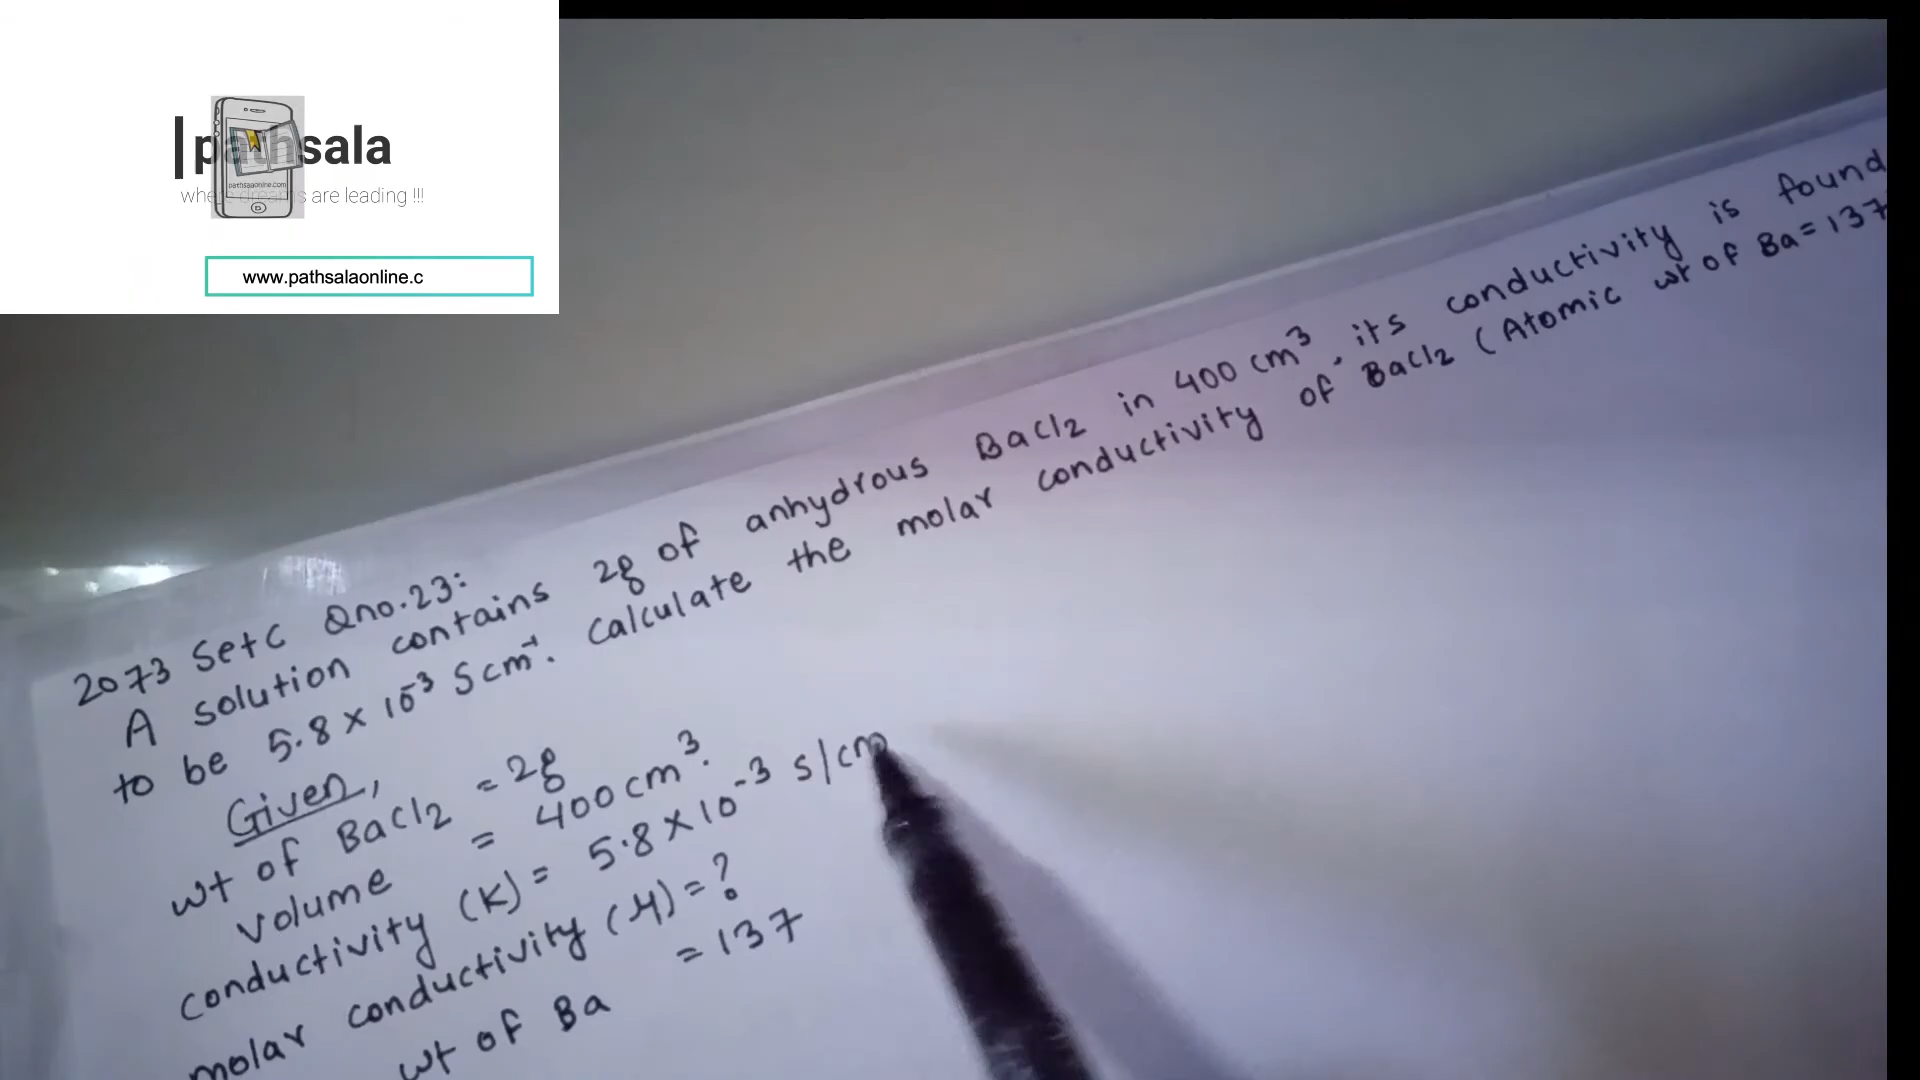 pathsala
where dreams are leading !!!
pathsalaonline.com
www.pathsalaonline.c
2073 Set C Qno.23:
A solution contains 2g of anhydrous BaCl2 in 400 cm³. its conductivity is found
to be 5.8 × 10⁻³ S cm⁻¹. Calculate the molar conductivity of BaCl2 (Atomic wt of Ba = 137
Given,
wt of BaCl2 = 2g
volume = 400 cm³.
conductivity (K) = 5.8 × 10⁻³ s/cm
molar conductivity (μ) = ?
wt of Ba = 137